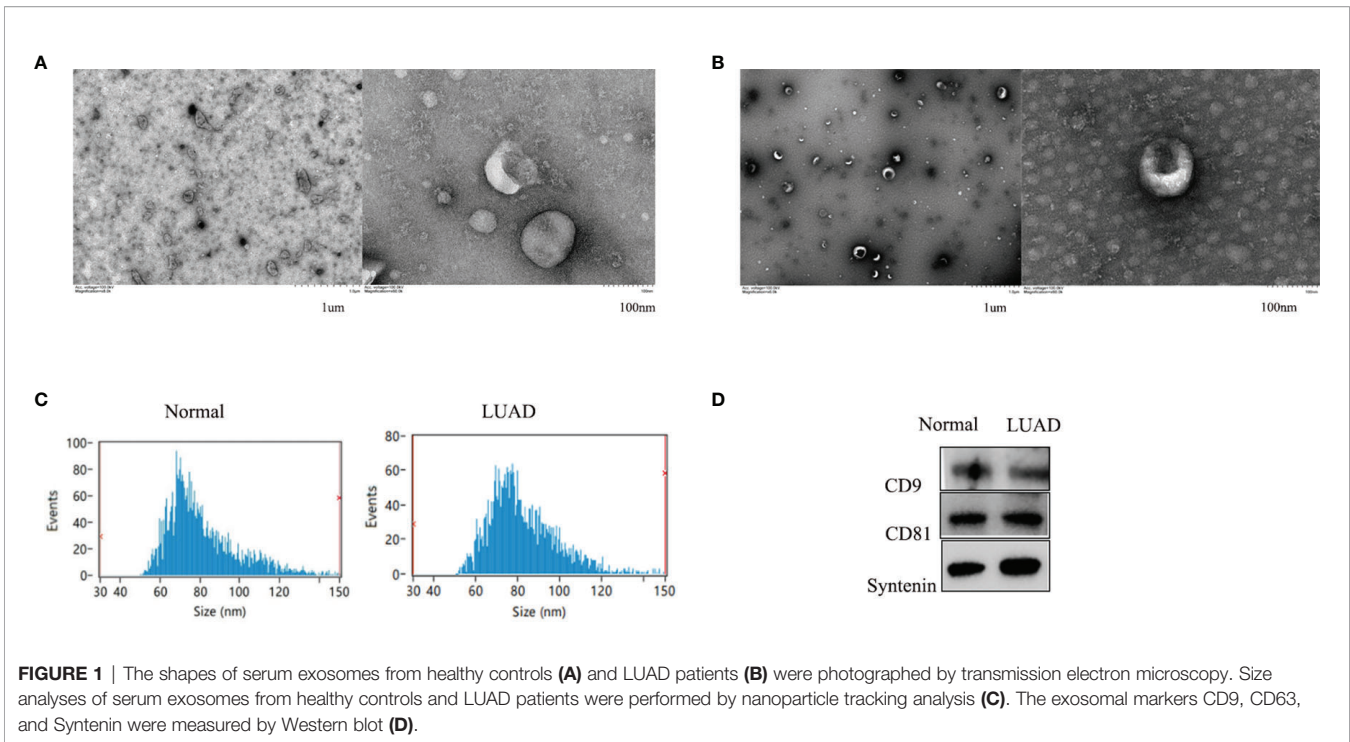 A
B
1um
100nm
1um
100nm
C
Normal
LUAD
100
80
60
40
20
0
Events
30 40 60 80 100 120 150
Size (nm)
80
60
40
20
0
Events
30 40 60 80 100 120 150
Size (nm)
D
Normal LUAD
CD9
CD81
Syntenin
FIGURE 1 | The shapes of serum exosomes from healthy controls (A) and LUAD patients (B) were photographed by transmission electron microscopy. Size
analyses of serum exosomes from healthy controls and LUAD patients were performed by nanoparticle tracking analysis (C). The exosomal markers CD9, CD63,
and Syntenin were measured by Western blot (D).